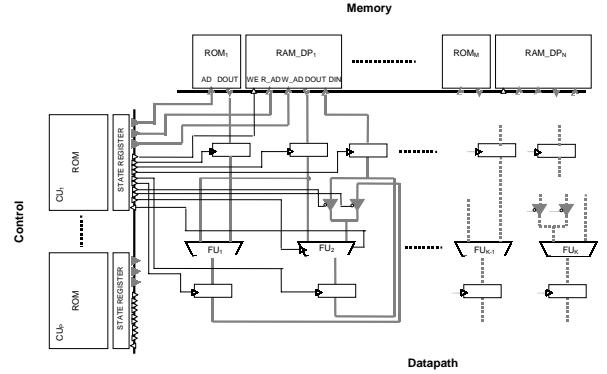 Memory
ROM1 RAM_DP1 ROMM RAM_DPN
AD DOUT WE R_AD W_AD DOUT DIN
CU1 ROM STATE REGISTER
Control
FU1 FU2 FUK-1 FUK
CUP ROM STATE REGISTER
Datapath